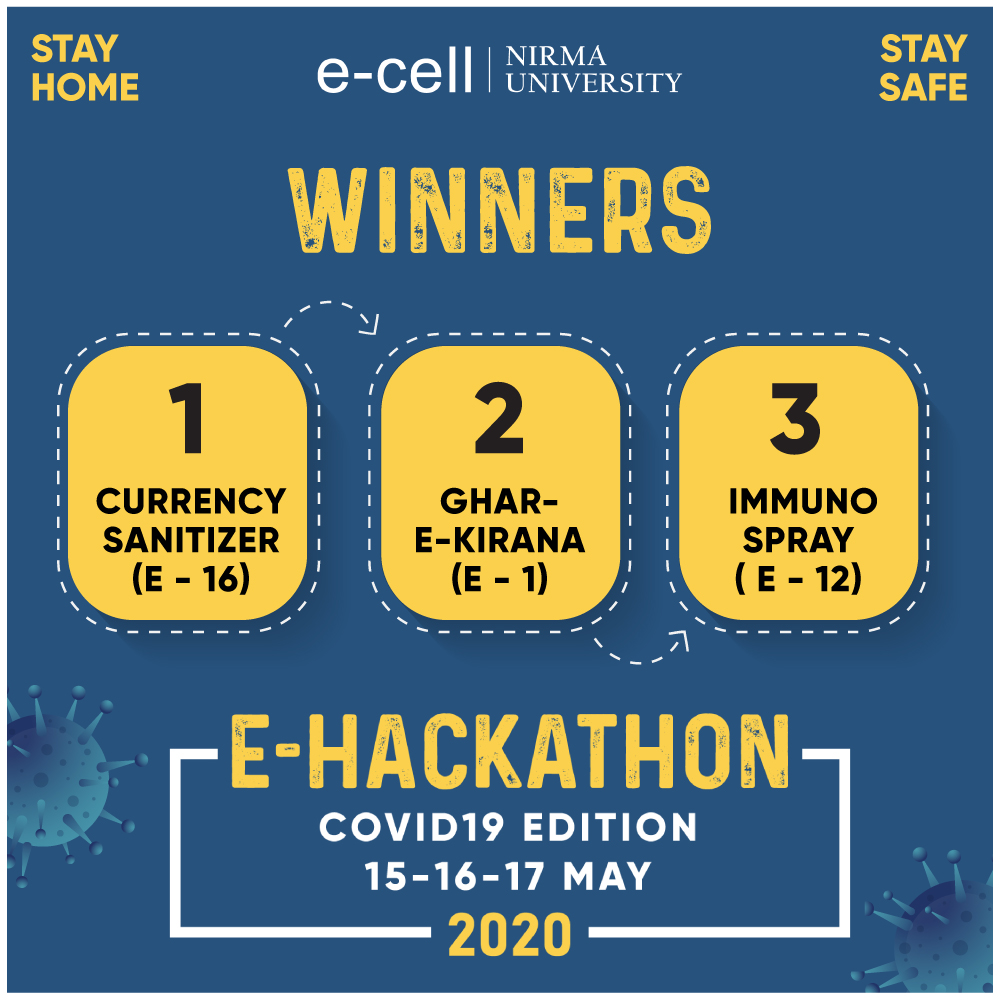 STAY
HOME
e-cell
NIRMA
UNIVERSITY
STAY
SAFE
WINNERS
1
CURRENCY
SANITIZER
(E - 16)
2
GHAR-
E-KIRANA
(E - 1)
3
IMMUNO
SPRAY
( E - 12)
E-HACKATHON
COVID19 EDITION
15-16-17 MAY
2020